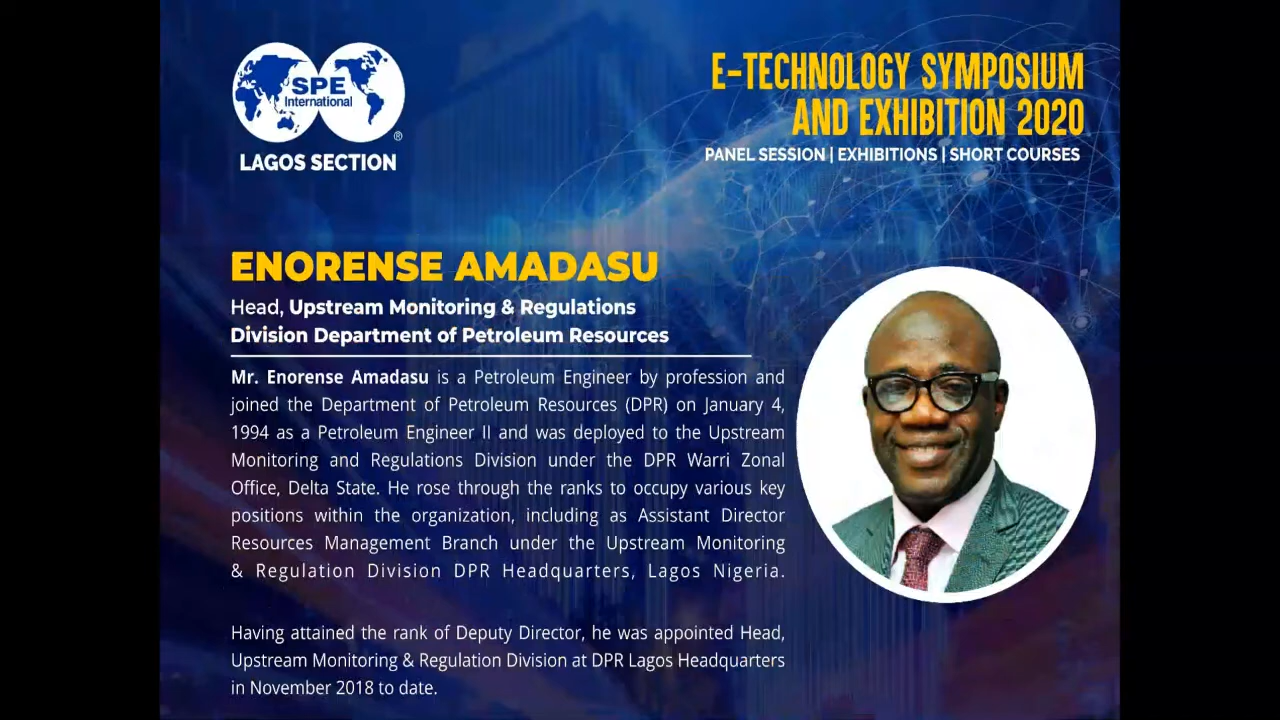 SPE
International
®
LAGOS SECTION
E-TECHNOLOGY SYMPOSIUM
AND EXHIBITION 2020
PANEL SESSION | EXHIBITIONS | SHORT COURSES
ENORENSE AMADASU
Head, Upstream Monitoring & Regulations
Division Department of Petroleum Resources
Mr. Enorense Amadasu is a Petroleum Engineer by profession and
joined the Department of Petroleum Resources (DPR) on January 4,
1994 as a Petroleum Engineer II and was deployed to the Upstream
Monitoring and Regulations Division under the DPR Warri Zonal
Office, Delta State. He rose through the ranks to occupy various key
positions within the organization, including as Assistant Director
Resources Management Branch under the Upstream Monitoring
& Regulation Division DPR Headquarters, Lagos Nigeria.
Having attained the rank of Deputy Director, he was appointed Head,
Upstream Monitoring & Regulation Division at DPR Lagos Headquarters
in November 2018 to date.